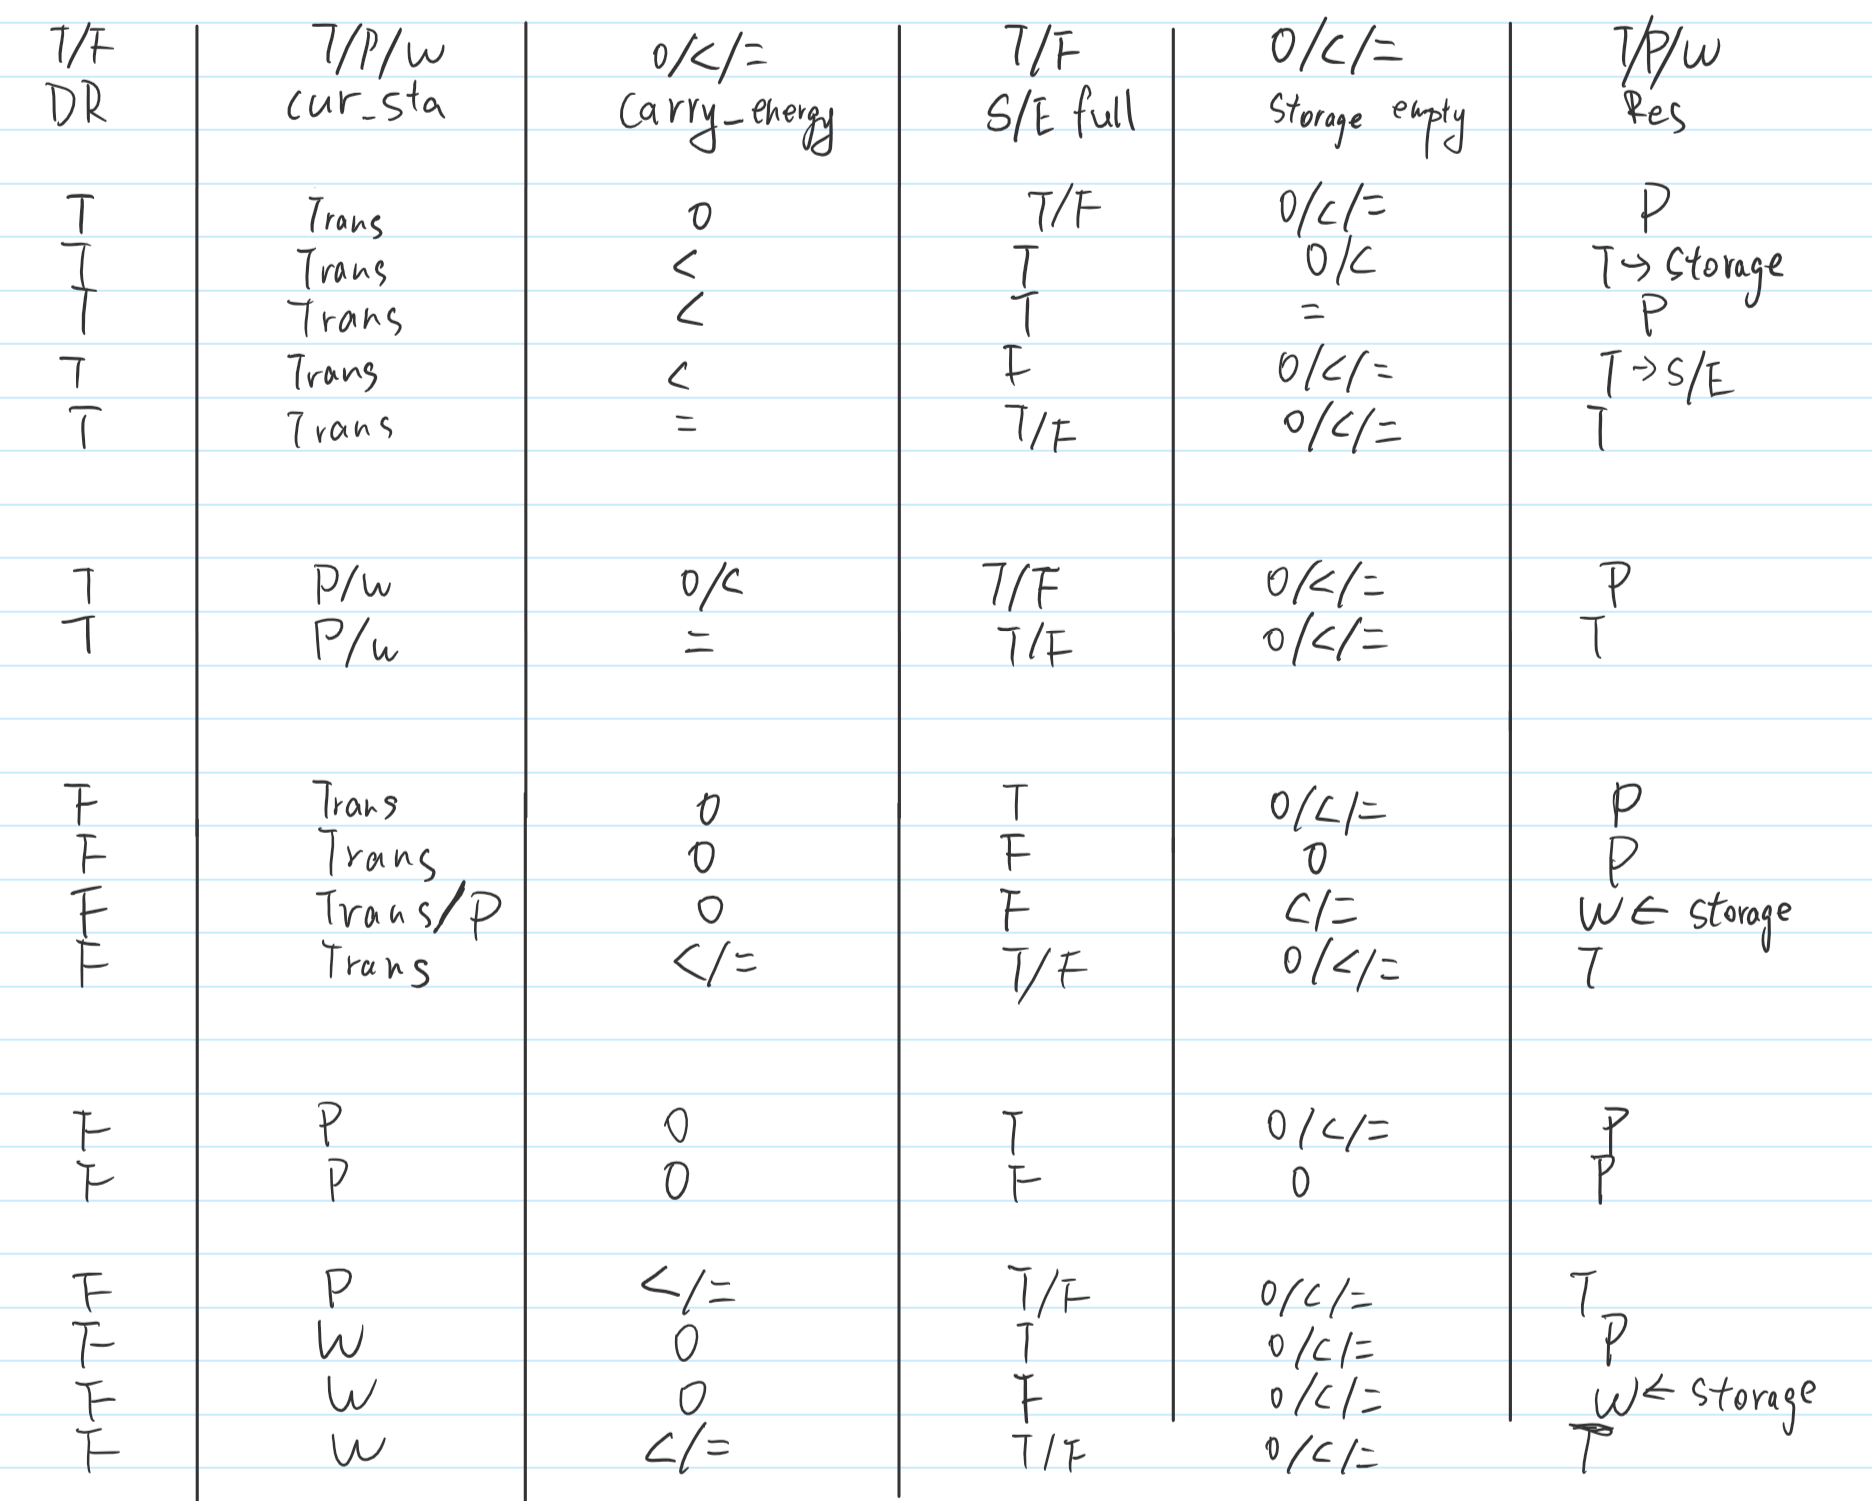 T/F T/P/W 0/</= T/F 0/</= T/P/W
DR cur_sta Carry_energy S/E full Storage empty Res
T Trans 0 T/F 0/</= P
T Trans < T 0/< T→ Storage
T Trans < T = P
T Trans < F 0/</= T→S/E
T Trans = T/F 0/</= T
T P/W 0/< T/F 0/</= P
T P/W = T/F 0/</= T
F Trans 0 T 0/</= P
F Trans 0 F 0 P
F Trans/P 0 F </= W← Storage
F Trans </= T/F 0/</= T
F P 0 T 0/</= P
F P 0 F 0 P
F P </= T/F 0/</= T
F W 0 T 0/</= P
F W 0 F 0/</= W← Storage
F W </= T/F 0/</= T